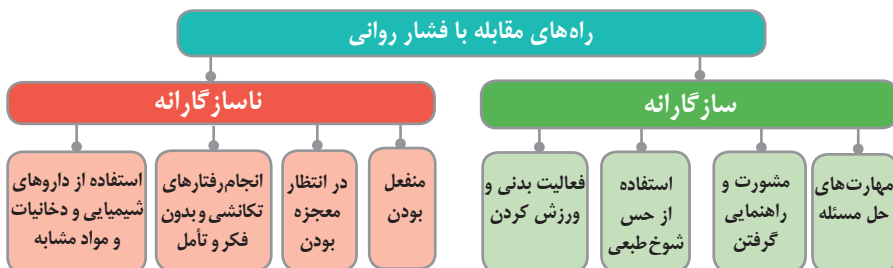 راه‌های مقابله با فشار روانی
سازگارانه
مهارت‌های
حل مسئله
مشورت و
راهنمایی
گرفتن
استفاده
از حس
شوخ‌طبعی
فعالیت بدنی و
ورزش کردن
ناسازگارانه
منفعل
بودن
در انتظار
معجزه
بودن
انجام رفتارهای
تکانشی و بدون
فکر و تأمل
استفاده از داروهای
شیمیایی و دخانیات
و مواد مشابه